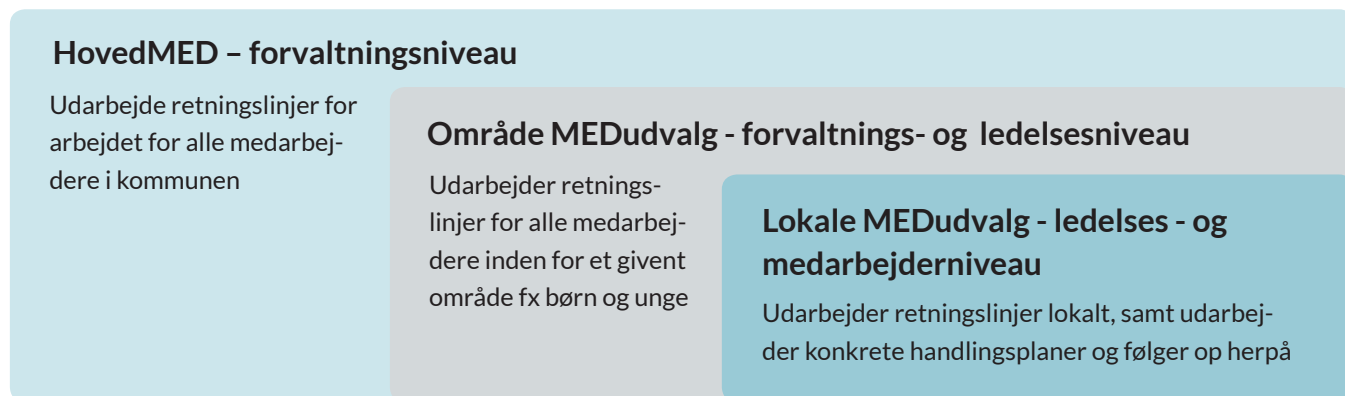 HovedMED – forvaltningsniveau
Udarbejde retningslinjer for
arbejdet for alle medarbej-
dere i kommunen
Område MEDudvalg - forvaltnings- og ledelsesniveau
Udarbejder retnings-
linjer for alle medarbej-
dere inden for et givent
område fx børn og unge
Lokale MEDudvalg - ledelses - og
medarbejderniveau
Udarbejder retningslinjer lokalt, samt udarbej-
der konkrete handlingsplaner og følger op herpå